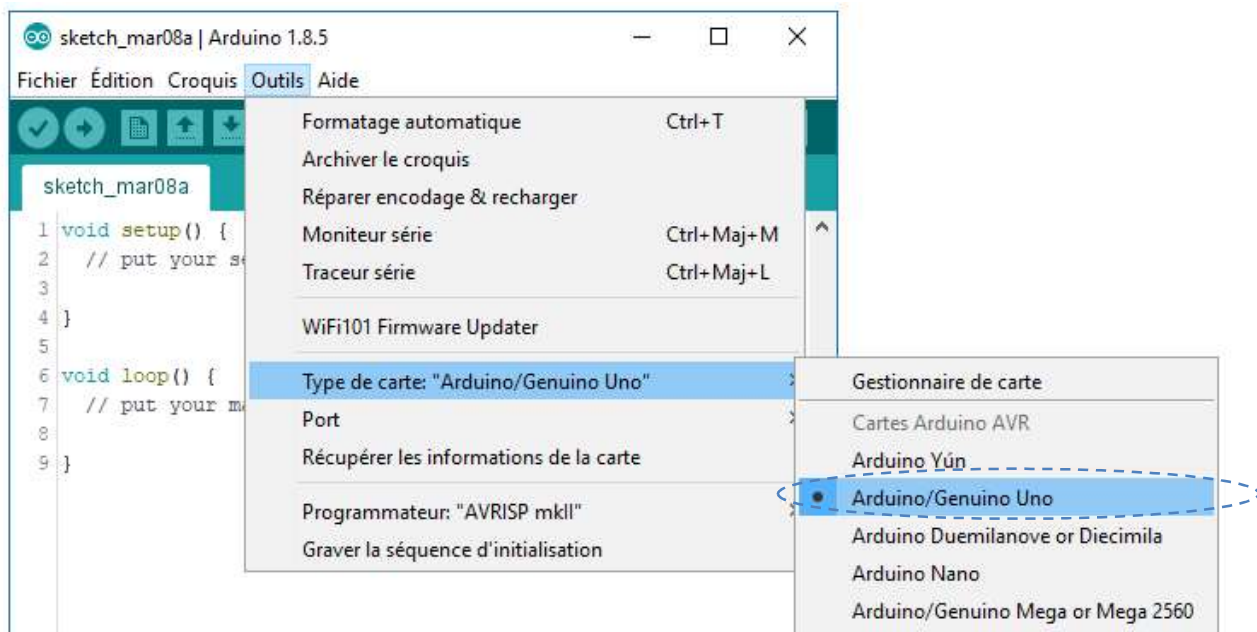 sketch_mar08a | Arduino 1.8.5
Fichier Édition Croquis Outils Aide
sketch_mar08a
1 void setup() {
2 // put your
3
4 }
5
6 void loop() {
7 // put your
8
9 }
Formatage automatique Ctrl+T
Archiver le croquis
Réparer encodage & recharger
Moniteur série Ctrl+Maj+M
Traceur série Ctrl+Maj+L
WiFi101 Firmware Updater
Type de carte: "Arduino/Genuino Uno"
Port
Récupérer les informations de la carte
Programmateur: "AVRISP mkII"
Graver la séquence d'initialisation
Gestionnaire de carte
Cartes Arduino AVR
Arduino Yún
Arduino/Genuino Uno
Arduino Duemilanove or Diecimila
Arduino Nano
Arduino/Genuino Mega or Mega 2560